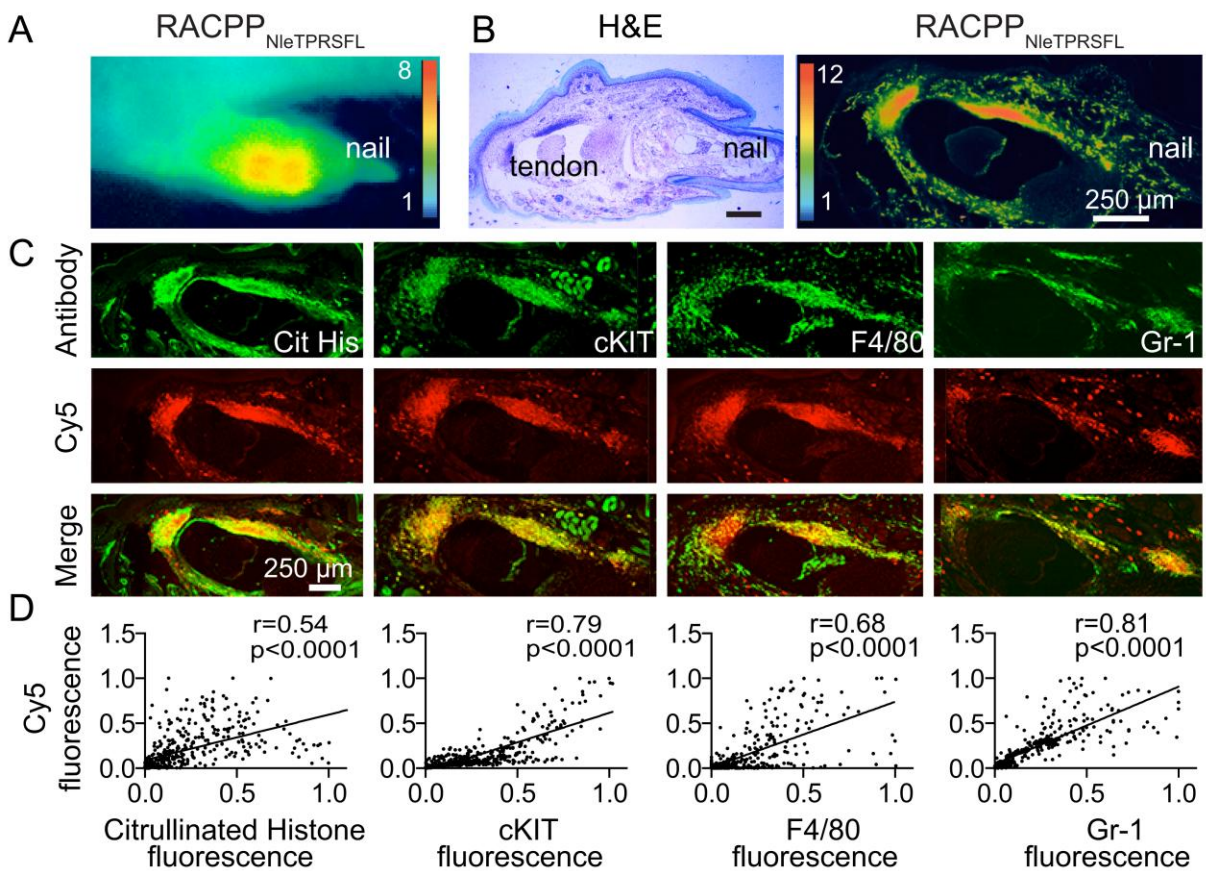 A
RACPP NleTPRSFL
8
1
nail
B
H&E
tendon
nail
RACPP NleTPRSFL
12
1
nail
250 µm
C
Antibody
Cit His
cKIT
F4/80
Gr-1
Cy5
Merge
250 µm
D
Cy5
fluorescence
r=0.54
p<0.0001
1.5
1.0
0.5
0.0
0.0 0.5 1.0
Citrullinated Histone
fluorescence
r=0.79
p<0.0001
1.5
1.0
0.5
0.0
0.0 0.5 1.0
cKIT
fluorescence
r=0.68
p<0.0001
1.5
1.0
0.5
0.0
0.0 0.5 1.0
F4/80
fluorescence
r=0.81
p<0.0001
1.5
1.0
0.5
0.0
0.0 0.5 1.0
Gr-1
fluorescence